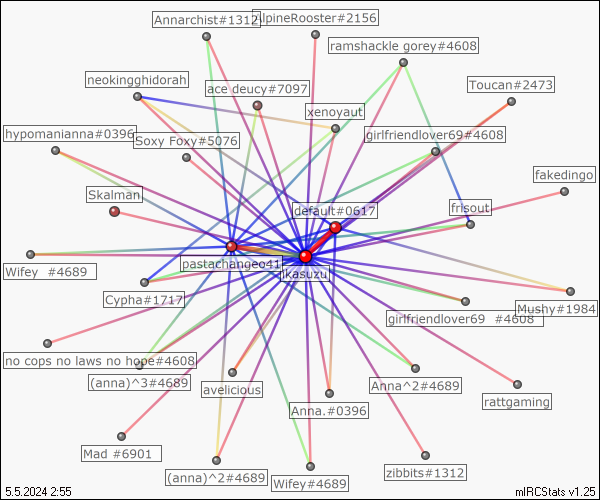 Annarchist#1312
AlpineRooster#2156
ramshackle gorey#4608
neokingghidorah
ace deucy#7097
Toucan#2473
xenoyaut
hypomanianna#0396
Soxy Foxy#5076
girlfriendlover69#4608
fakedingo
Skalman
default#0617
frisout
pastachangeo41
ikasuzu
Wifey #4689
Cypha#1717
girlfriendlover69 #4608
Mushy#1984
no cops no laws no hope#4608
(anna)^3#4689
avelicious
Anna.#0396
Anna^2#4689
rattgaming
Mad #6901
(anna)^2#4689
Wifey#4689
zibbits#1312
5.5.2024 2:55
mIRCStats v1.25